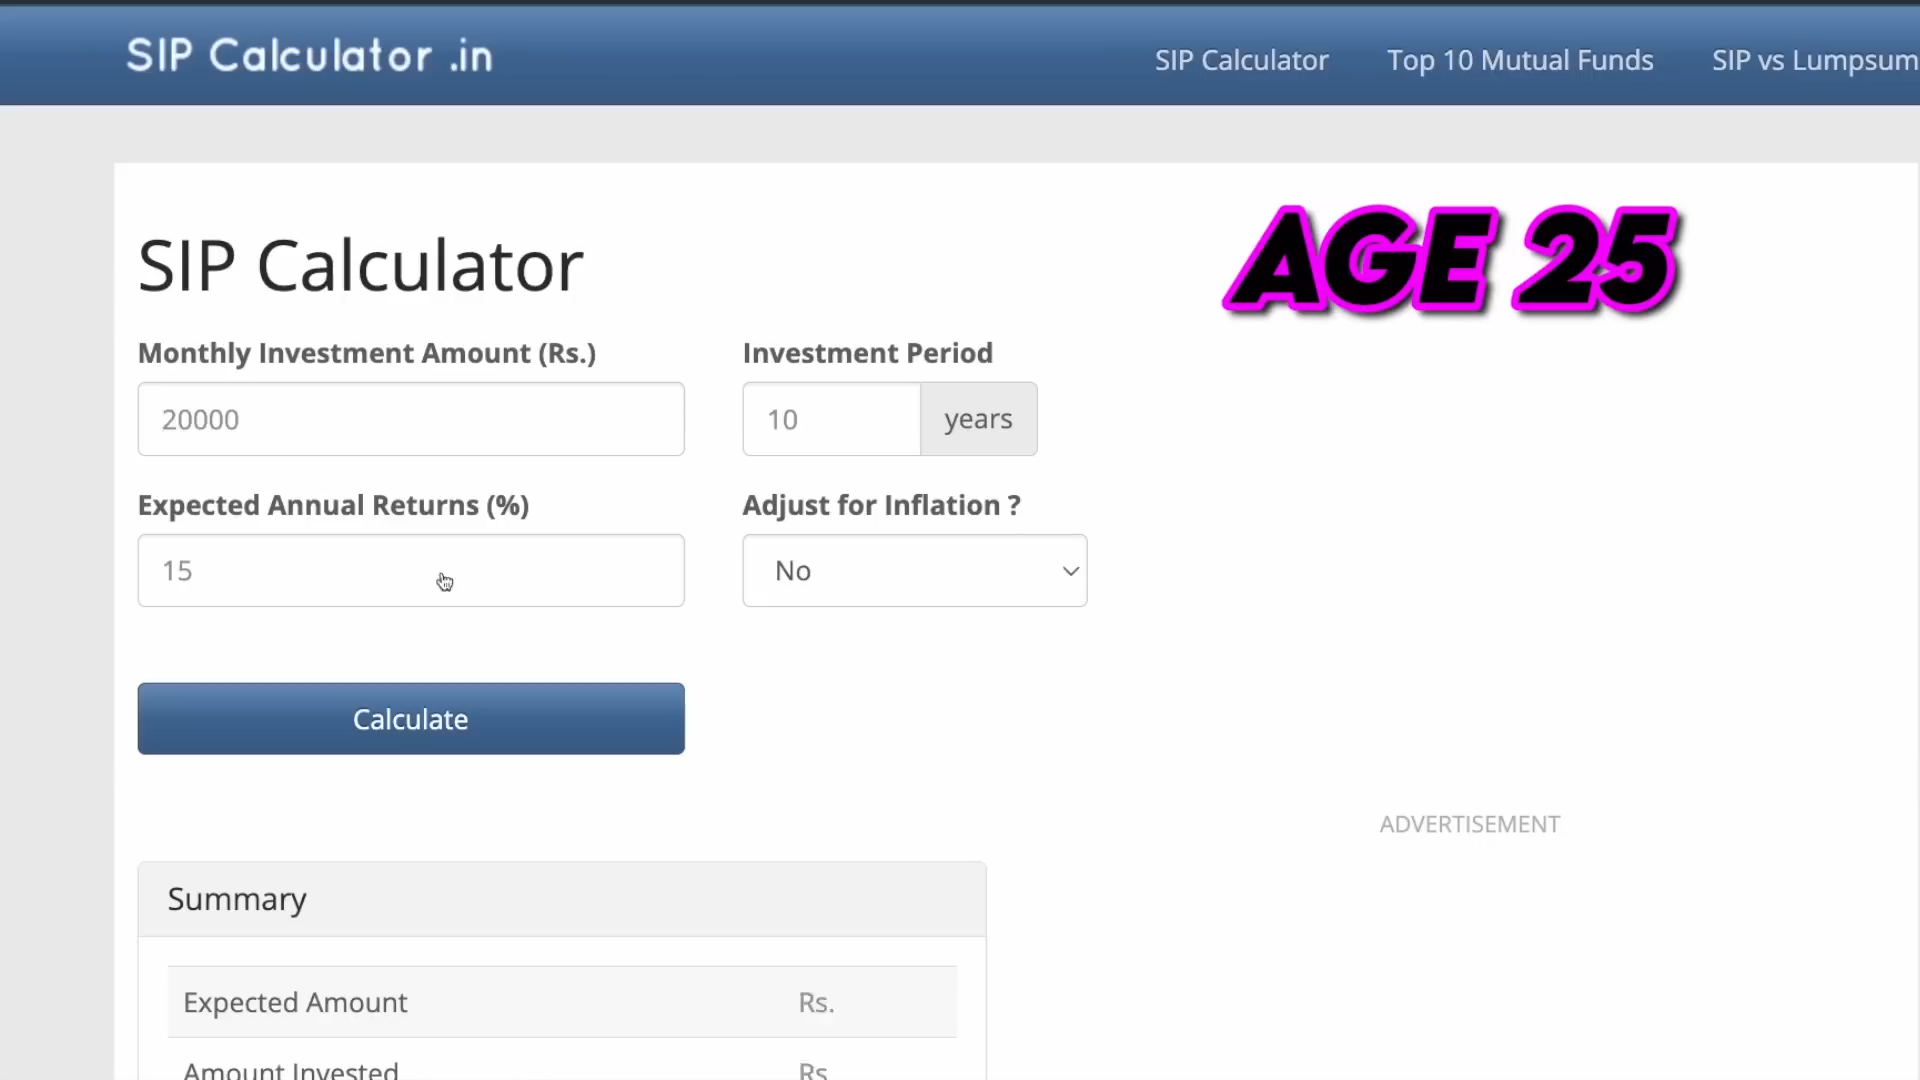 SIP Calculator .in
SIP Calculator
Top 10 Mutual Funds
SIP vs Lumpsum
SIP Calculator
AGE 25
Monthly Investment Amount (Rs.)
Investment Period
20000
10
years
Expected Annual Returns (%)
Adjust for Inflation ?
15
No
Calculate
ADVERTISEMENT
Summary
Expected Amount
Rs.
Amount Invested
Rs